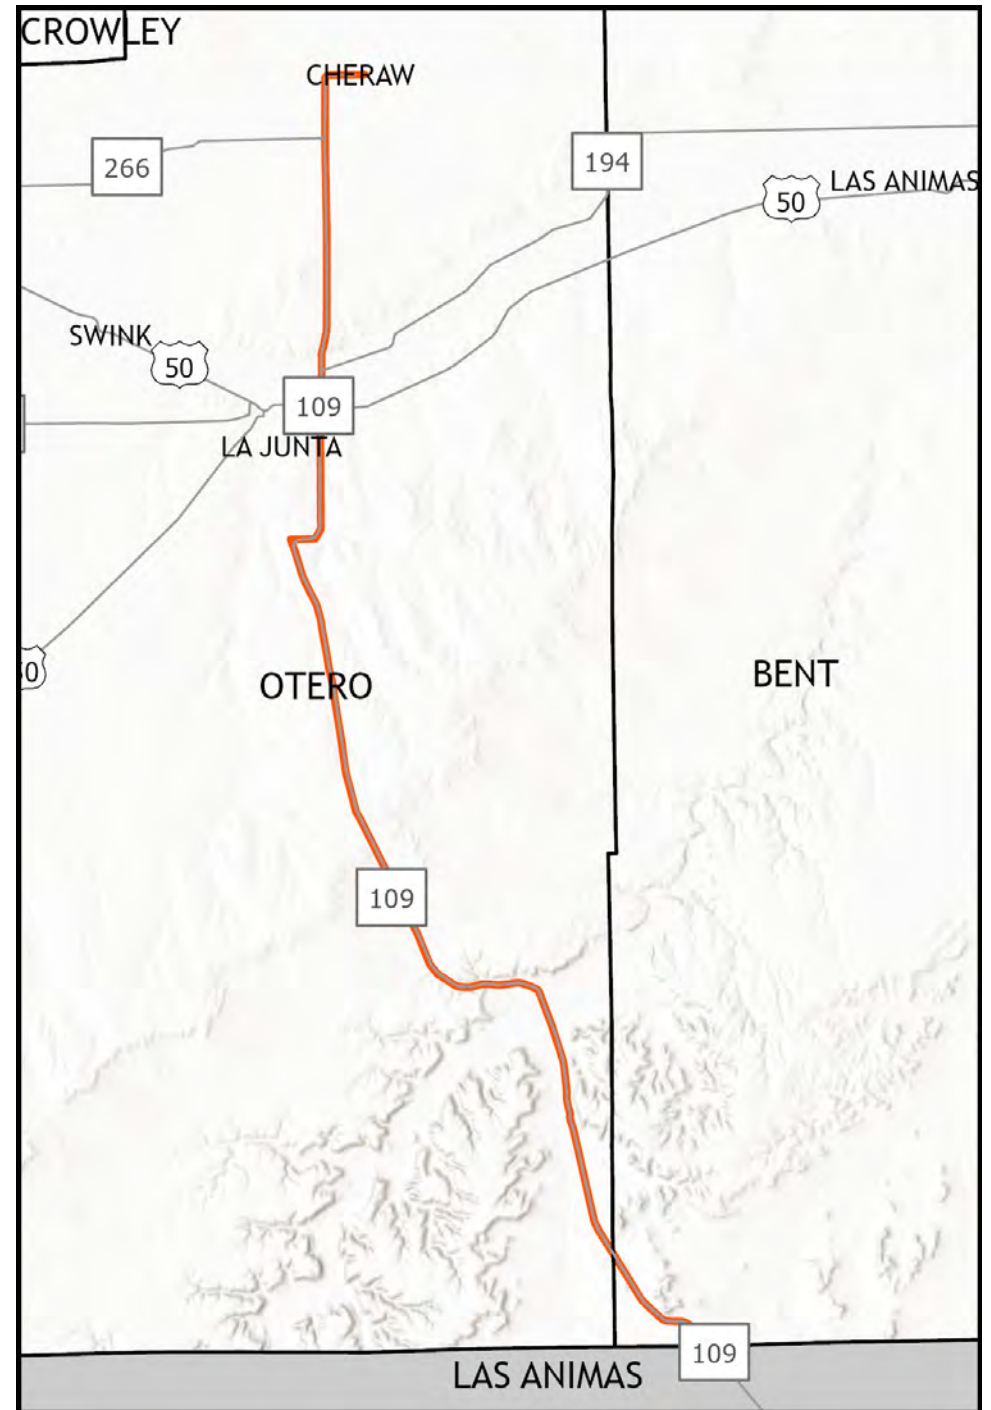 CROWLEY
CHERAW
266
194
LAS ANIMAS
50
SWINK
50
109
LA JUNTA
OTERO
BENT
109
109
LAS ANIMAS